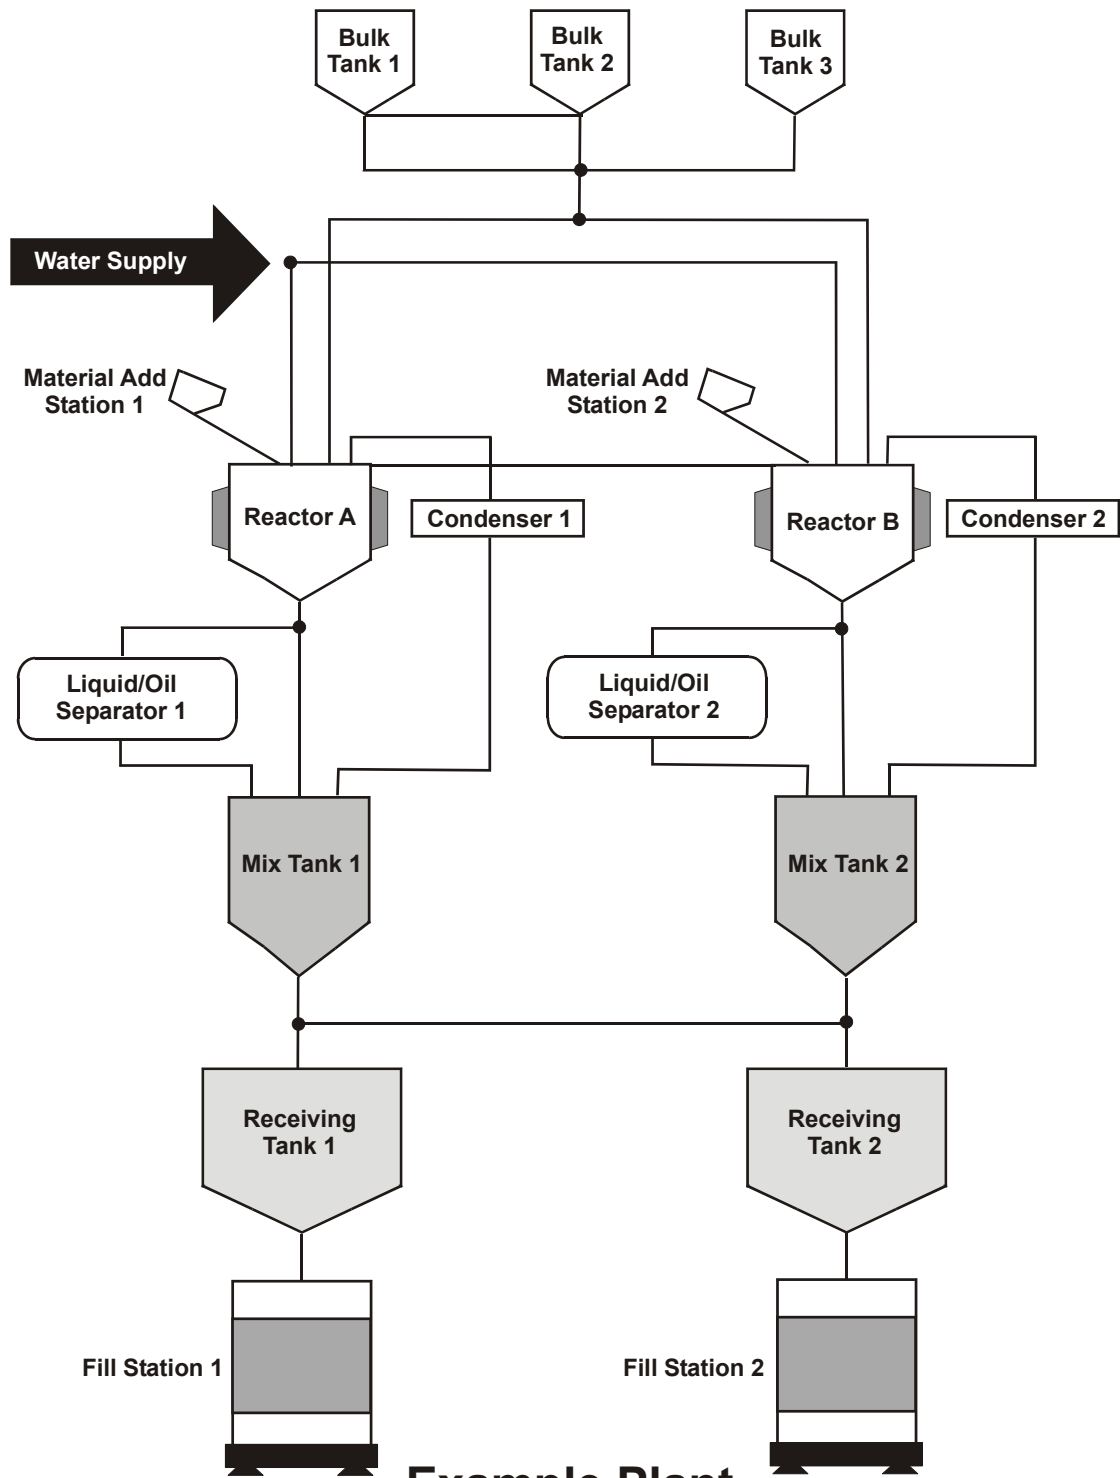 Bulk
Tank 1
Bulk
Tank 2
Bulk
Tank 3
Water Supply
Material Add
Station 1
Material Add
Station 2
Reactor A
Condenser 1
Reactor B
Condenser 2
Liquid/Oil
Separator 1
Liquid/Oil
Separator 2
Mix Tank 1
Mix Tank 2
Receiving
Tank 1
Receiving
Tank 2
Fill Station 1
Fill Station 2
Example Plant